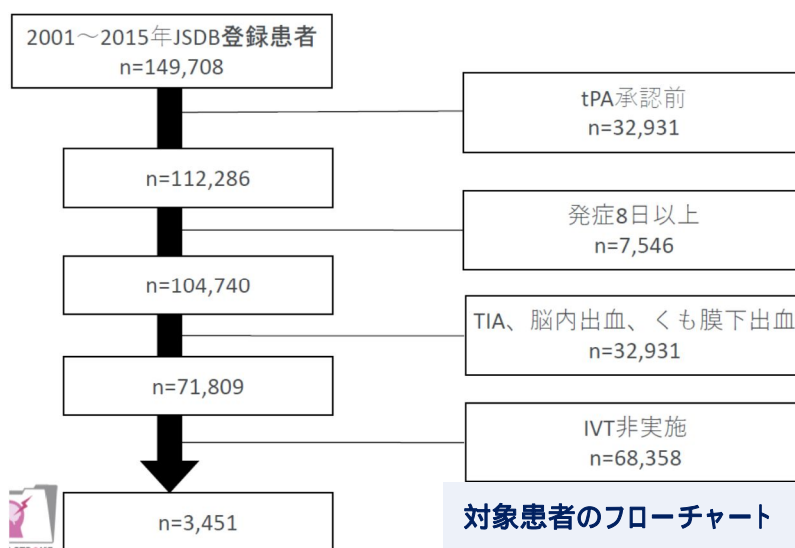 2001～2015年JSDB登録患者
n=149,708
tPA承認前
n=32,931
n=112,286
発症8日以上
n=7,546
n=104,740
TIA、脳内出血、くも膜下出血
n=32,931
n=71,809
IVT非実施
n=68,358
n=3,451
対象患者のフローチャート